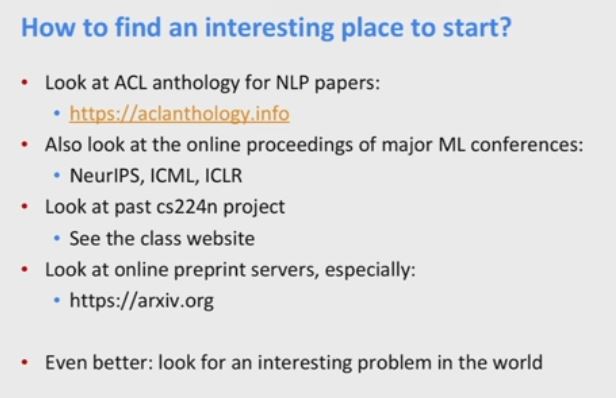 How to find an interesting place to start?
• Look at ACL anthology for NLP papers:
• https://aclanthology.info
• Also look at the online proceedings of major ML conferences:
• NeurIPS, ICML, ICLR
• Look at past cs224n project
• See the class website
• Look at online preprint servers, especially:
• https://arxiv.org
• Even better: look for an interesting problem in the world